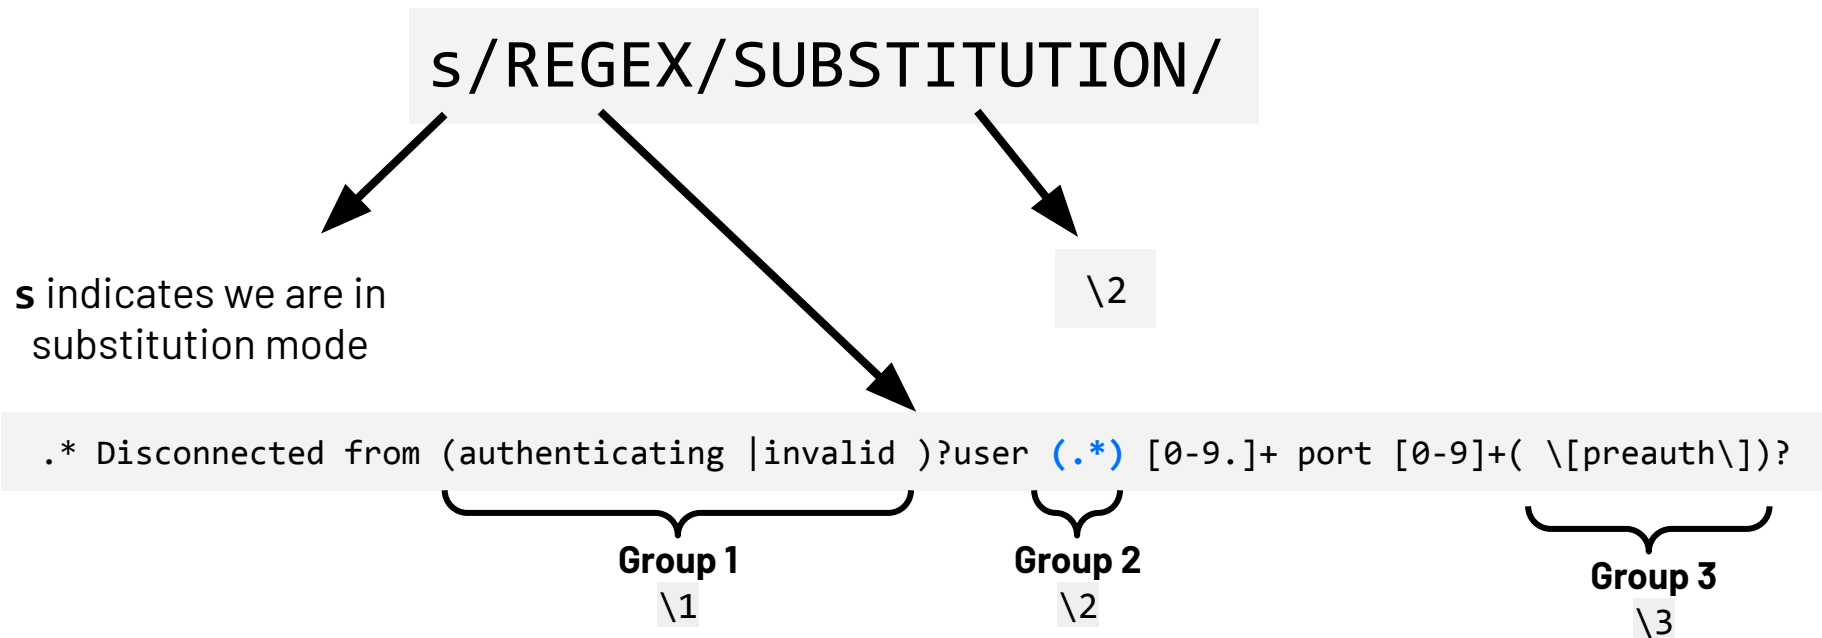 s/REGEX/SUBSTITUTION/
s indicates we are in
substitution mode
\2
.* Disconnected from (authenticating |invalid )?user (.*) [0-9.]+ port [0-9]+( \[preauth\])?
Group 1
\1
Group 2
\2
Group 3
\3